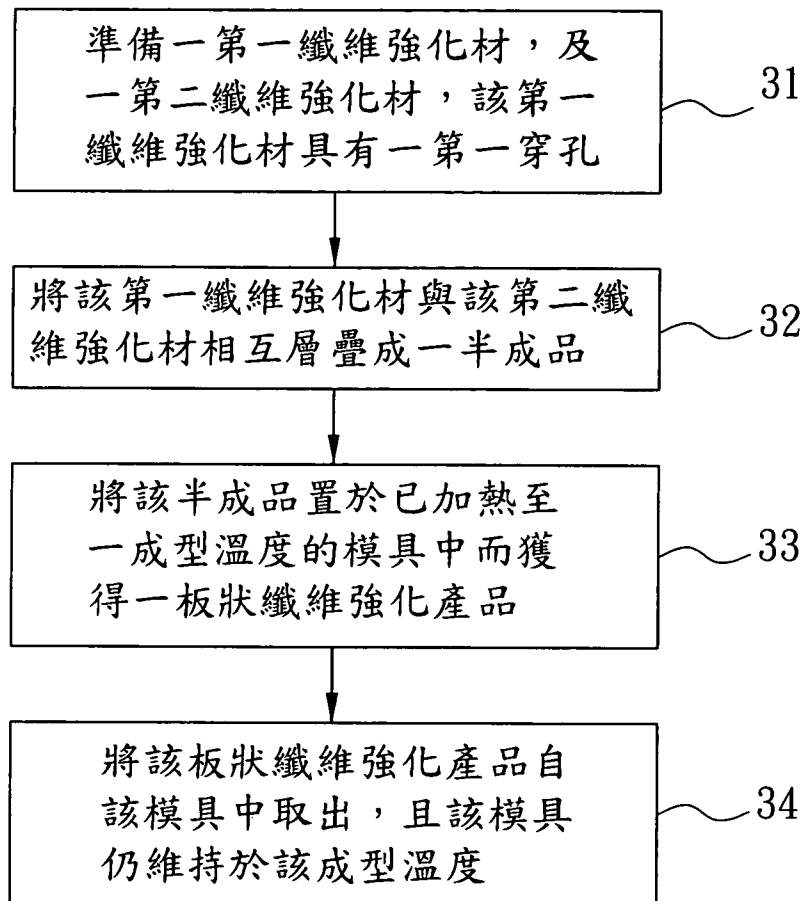 準備一第一纖維強化材，及
一第二纖維強化材，該第一
纖維強化材具有一第一穿孔
31
將該第一纖維強化材與該第二纖
維強化材相互層疊成一半成品
32
將該半成品置於已加熱至
一成型溫度的模具中而獲
得一板狀纖維強化產品
33
將該板狀纖維強化產品自
該模具中取出，且該模具
仍維持於該成型溫度
34